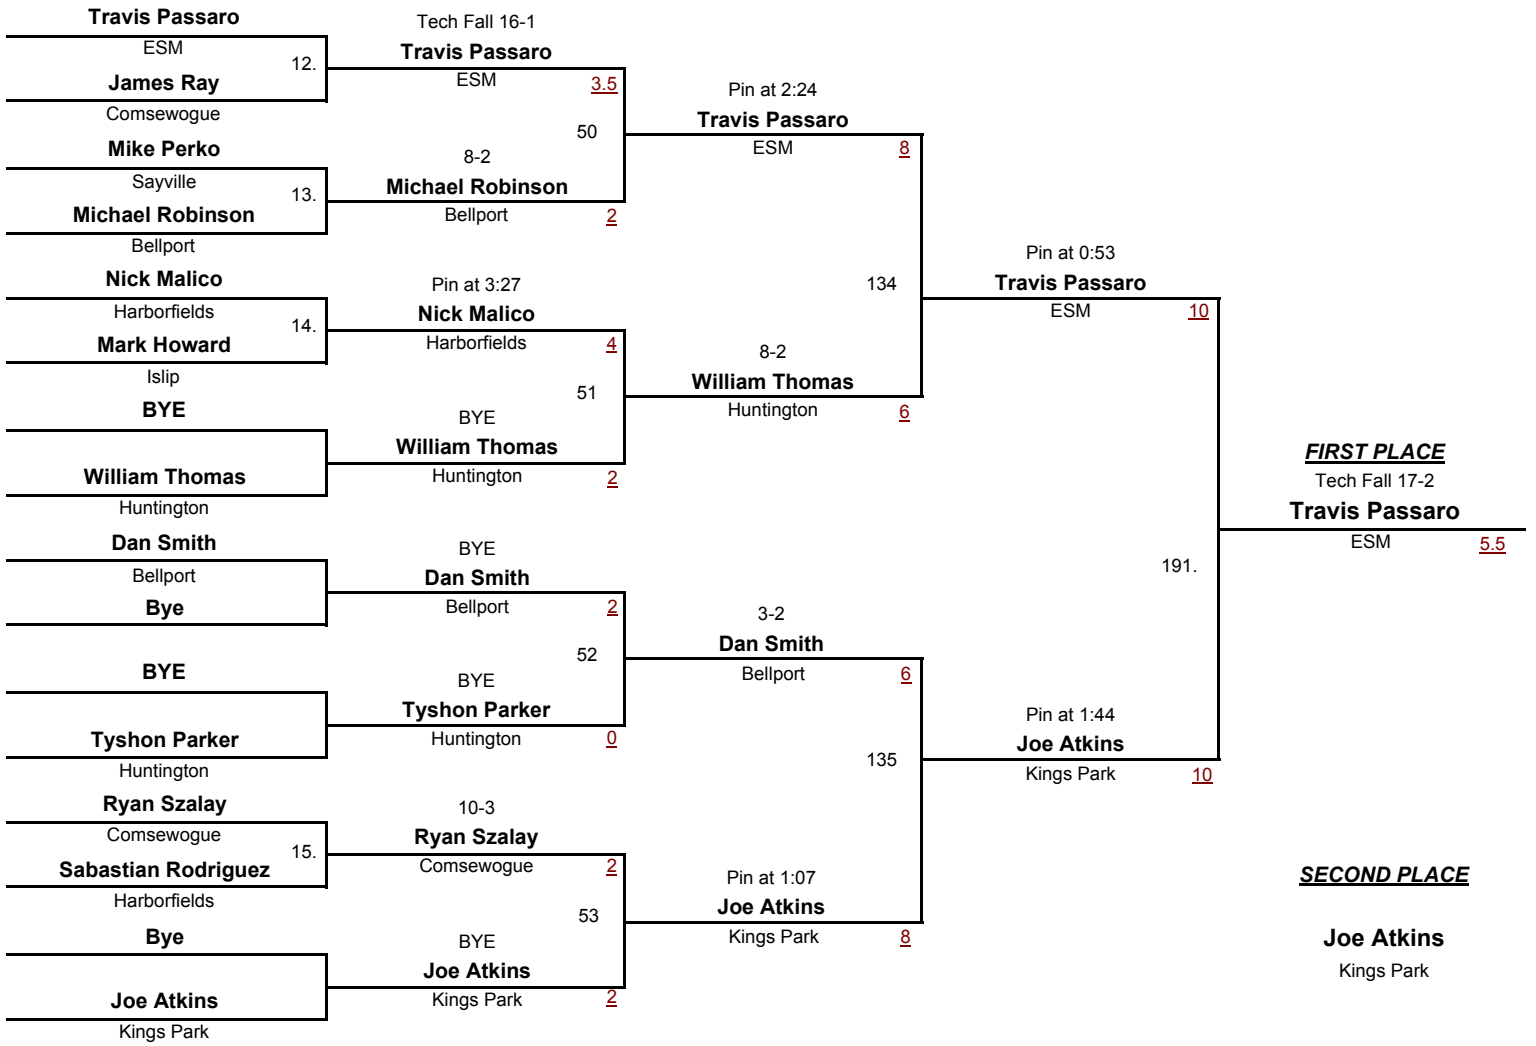 Travis Passaro
ESM
12.
James Ray
Comsewogue
Mike Perko
Sayville
13.
Michael Robinson
Bellport
Nick Malico
Harborfields
14.
Mark Howard
Islip
BYE
William Thomas
Huntington
Dan Smith
Bellport
Bye
BYE
Tyshon Parker
Huntington
Ryan Szalay
Comsewogue
15.
Sabastian Rodriguez
Harborfields
Bye
Joe Atkins
Kings Park
Tech Fall 16-1
Travis Passaro
ESM
3.5
50
8-2
Michael Robinson
Bellport
2
Pin at 3:27
Nick Malico
Harborfields
4
51
BYE
William Thomas
Huntington
2
BYE
Dan Smith
Bellport
2
52
BYE
Tyshon Parker
Huntington
0
10-3
Ryan Szalay
Comsewogue
2
53
BYE
Joe Atkins
Kings Park
2
Pin at 2:24
Travis Passaro
ESM
8
134
8-2
William Thomas
Huntington
6
3-2
Dan Smith
Bellport
6
135
Pin at 1:07
Joe Atkins
Kings Park
8
Pin at 0:53
Travis Passaro
ESM
10
191.
Pin at 1:44
Joe Atkins
Kings Park
10
FIRST PLACE
Tech Fall 17-2
Travis Passaro
ESM
5.5
SECOND PLACE
Joe Atkins
Kings Park